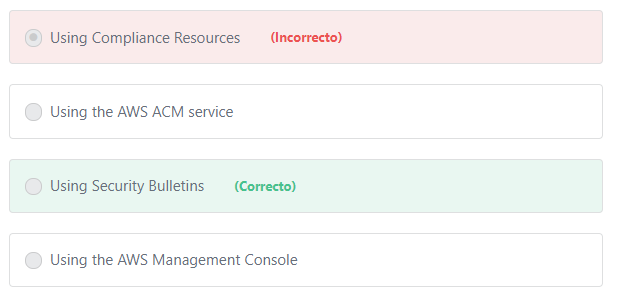 Using Compliance Resources (Incorrecto)
Using the AWS ACM service
Using Security Bulletins (Correcto)
Using the AWS Management Console